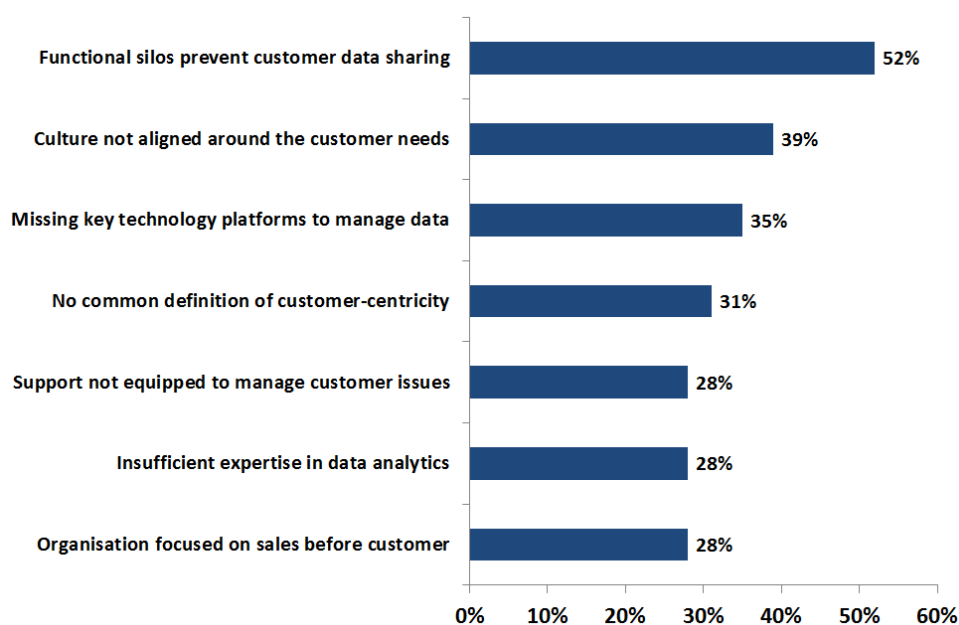 Functional silos prevent customer data sharing 52%
Culture not aligned around the customer needs 39%
Missing key technology platforms to manage data 35%
No common definition of customer-centricity 31%
Support not equipped to manage customer issues 28%
Insufficient expertise in data analytics 28%
Organisation focused on sales before customer 28%
0% 10% 20% 30% 40% 50% 60%